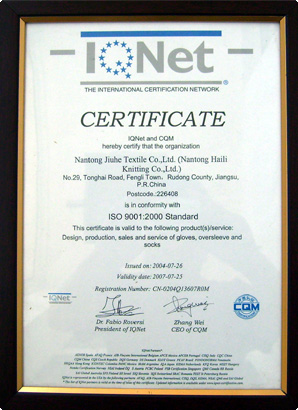 IQNet
®
THE INTERNATIONAL CERTIFICATION NETWORK
CERTIFICATE
IQNet and CQM
hereby certify that the organization
Nantong Jiuhe Textile Co.,Ltd. (Nantong Haili
Knitting Co.,Ltd.)
No.29, Tonghai Road, Fengli Town, Rudong County, Jiangsu,
P.R.China
Postcode.:226408
is in conformity with
ISO 9001:2000 Standard
This certificate is valid to the following product(s)/service:
Design, production, sales and service of gloves, oversleeve and
socks
Issued on:2004-07-26
Validity date: 2007-07-25
Registration Number: CN-0204Q13607R0M
IQNet
CQM
Dr. Fabio Roversi
Zhang Wei
President of IQNet
CEO of CQM